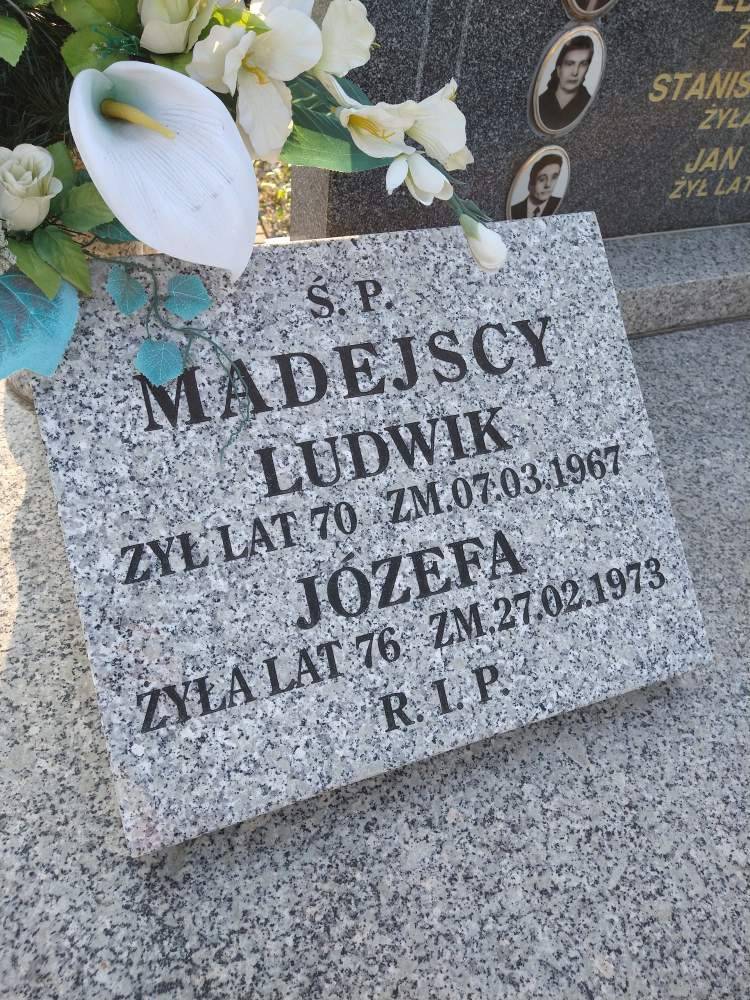 STANIS
ŻYŁ
JAN
ŻYŁ LAT
Ś. P.
MADEJSCY
LUDWIK
ŻYŁ LAT 70 ZM.07.03.1967
JÓZEFA
ŻYŁA LAT 76 ZM.27.02.1973
R. I. P.